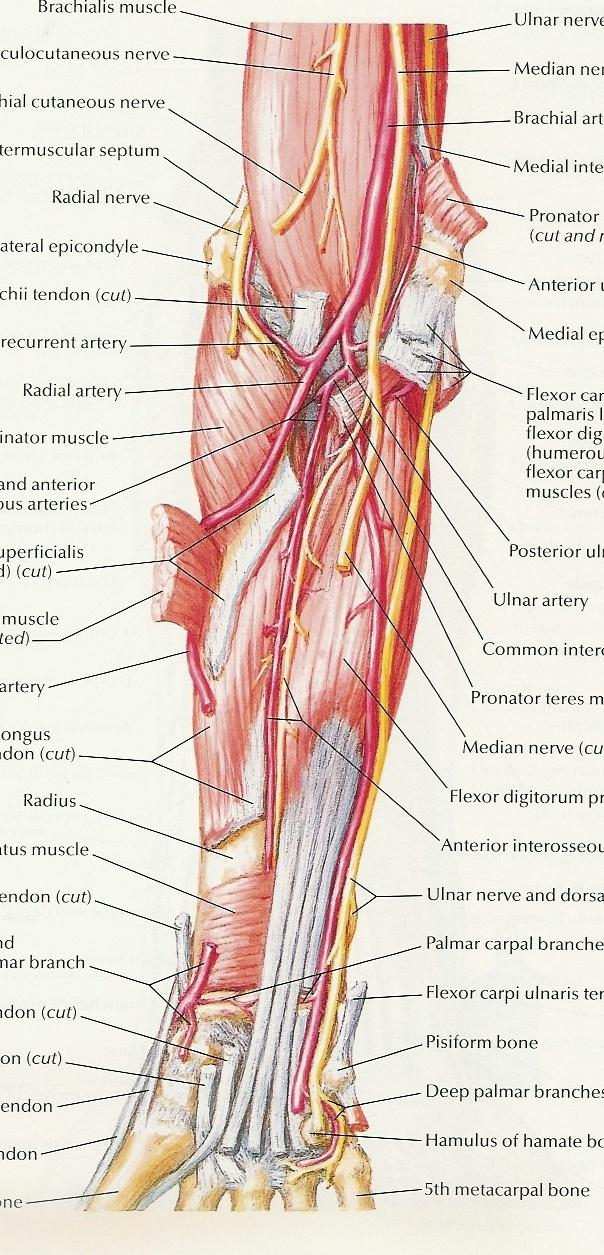 Brachialis muscle
culocutaneous nerve
hial cutaneous nerve
termuscular septum
Radial nerve
ateral epicondyle
chii tendon (cut)
recurrent artery
Radial artery
inator muscle
and anterior
ous arteries
uperficialis
d) (cut)
muscle
ted)
artery
ongus
ndon (cut)
Radius
atus muscle
endon (cut)
nd
mar branch
ndon (cut)
on (cut)
endon
ndon
one
Ulnar nerve
Median ner
Brachial art
Medial inte
Pronator
(cut and r
Anterior u
Medial ep
Flexor car
palmaris l
flexor dig
(humerou
flexor carp
muscles (c
Posterior uln
Ulnar artery
Common intero
Pronator teres m
Median nerve (cu
Flexor digitorum pr
Anterior interosseou
Ulnar nerve and dorsa
Palmar carpal branche
Flexor carpi ulnaris ten
Pisiform bone
Deep palmar branches
Hamulus of hamate bo
5th metacarpal bone